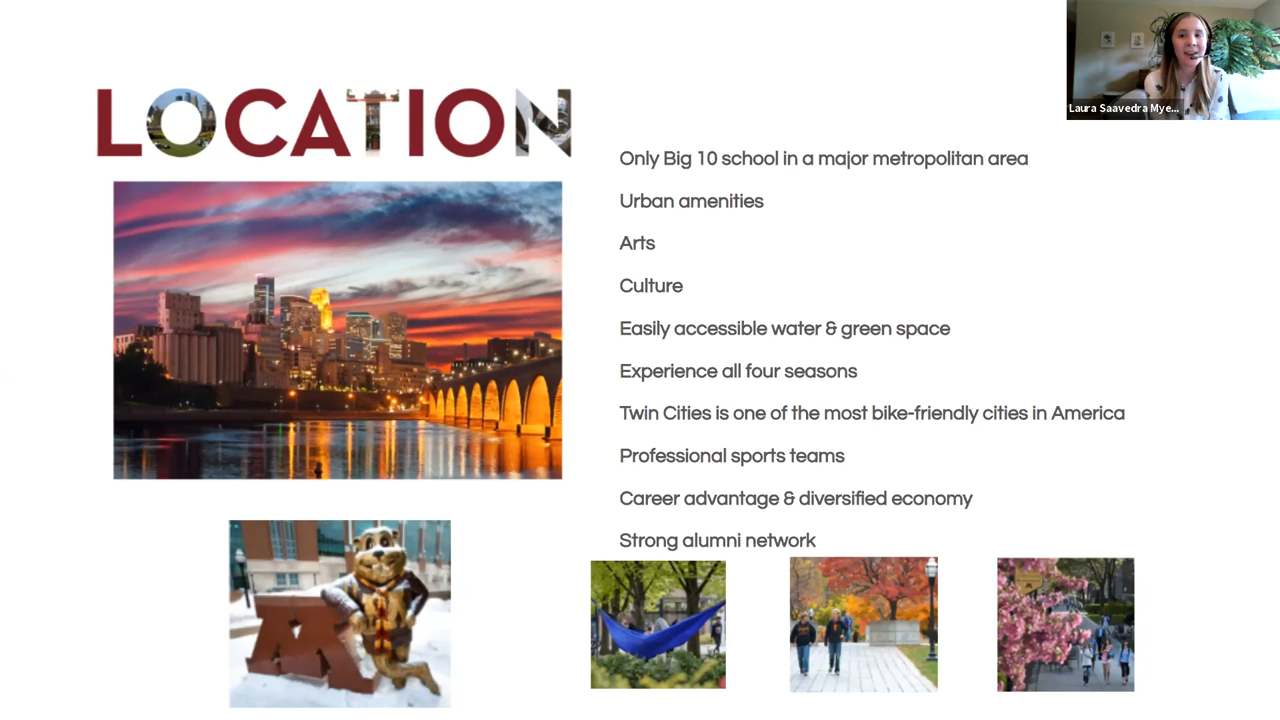 LOCATION
Laura Saavedra Mye...
Only Big 10 school in a major metropolitan area
Urban amenities
Arts
Culture
Easily accessible water & green space
Experience all four seasons
Twin Cities is one of the most bike-friendly cities in America
Professional sports teams
Career advantage & diversified economy
Strong alumni network